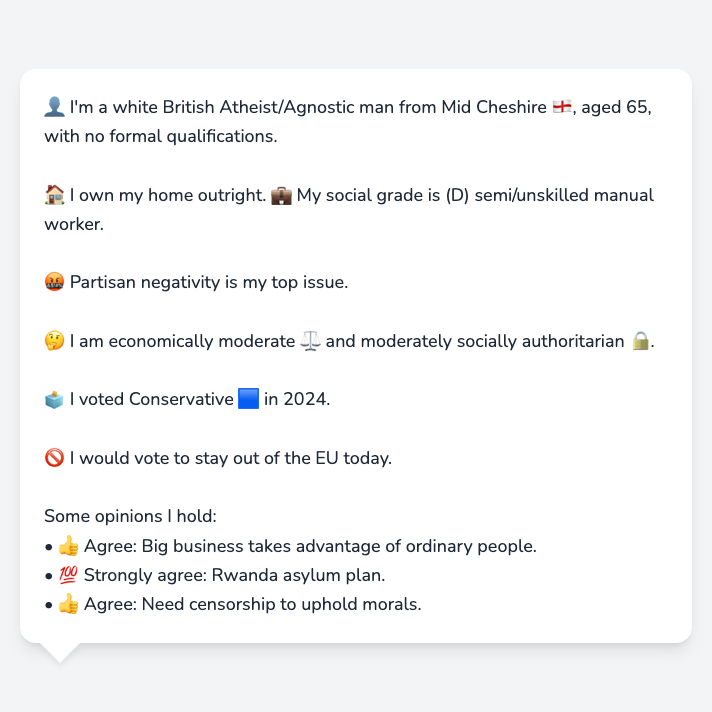 👤 I'm a white British Atheist/Agnostic man from Mid Cheshire 🏴󠁧󠁢󠁥󠁮󠁧󠁿, aged 65,
with no formal qualifications.
🏠 I own my home outright. 💼 My social grade is (D) semi/unskilled manual
worker.
🤬 Partisan negativity is my top issue.
🤔 I am economically moderate ⚖️ and moderately socially authoritarian 🔒.
🗳️ I voted Conservative 🟦 in 2024.
🚫 I would vote to stay out of the EU today.
Some opinions I hold:
• 👍 Agree: Big business takes advantage of ordinary people.
• 💯 Strongly agree: Rwanda asylum plan.
• 👍 Agree: Need censorship to uphold morals.